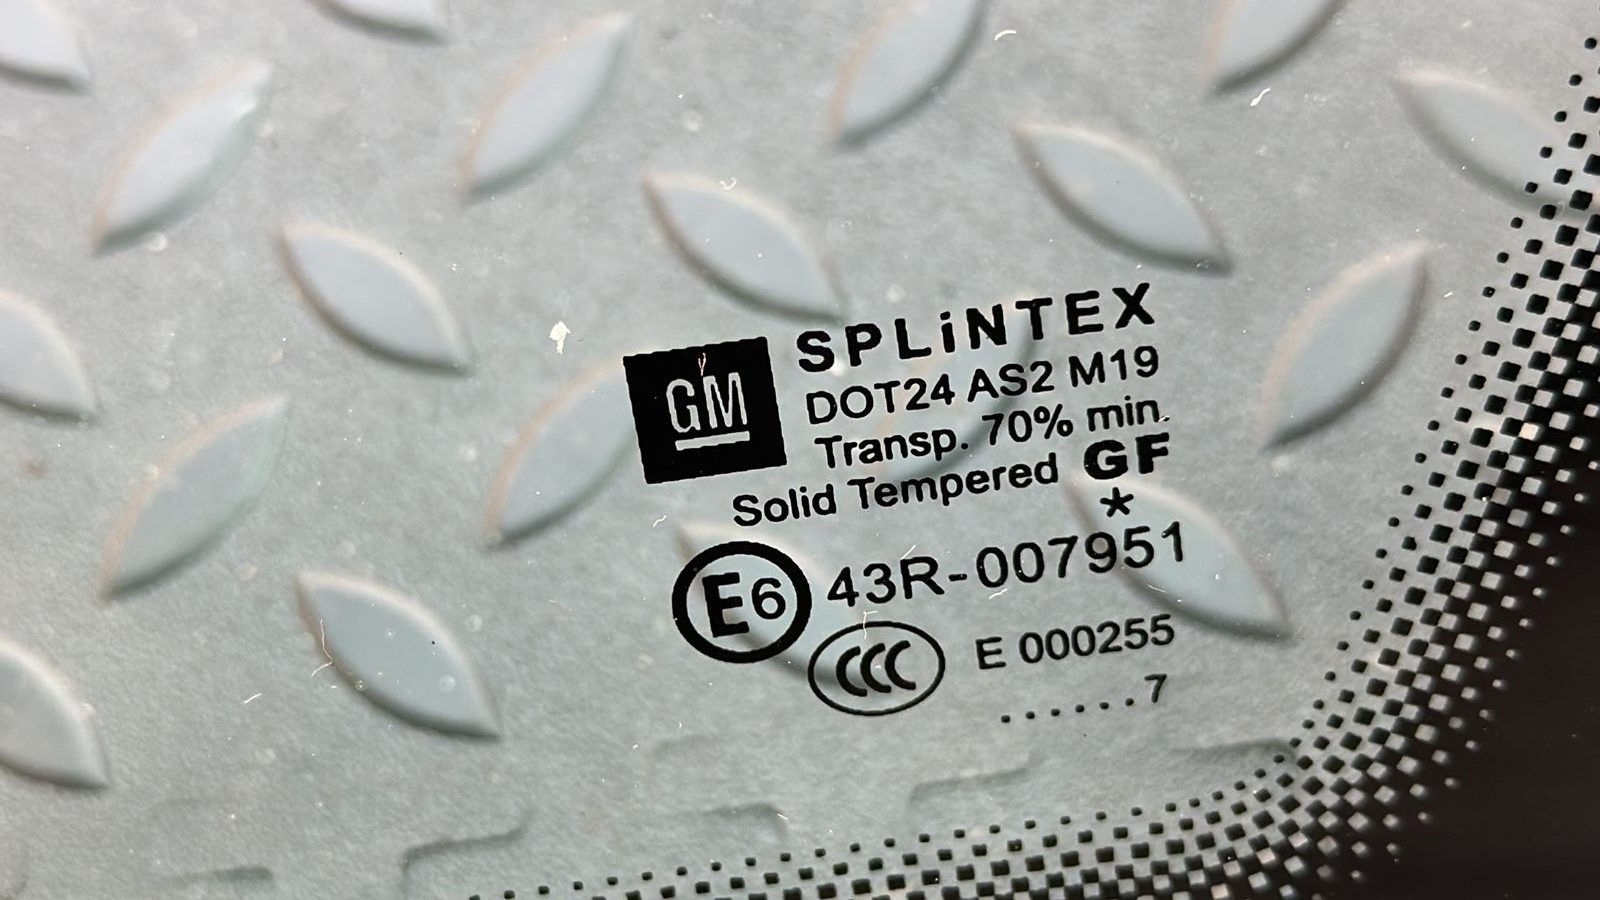 GM
SPLiNTEX
DOT24 AS2 M19
Transp. 70% min.
Solid Tempered GF
*
E6 43R-007951
CCC E 000255
.......7